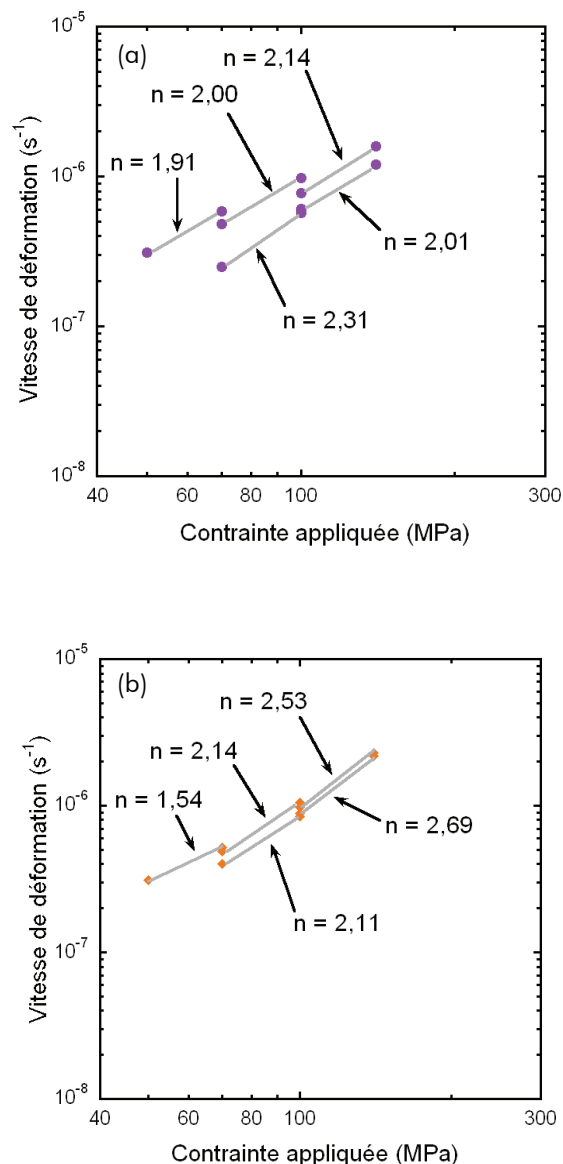 10-5
(a)
n = 2,14
n = 2,00
n = 1,91
10-6
n = 2,01
n = 2,31
10-7
10-8
Vitesse de déformation (s-1)
40 60 80 100 300
Contrainte appliquée (MPa)
10-5
(b)
n = 2,53
n = 2,14
n = 1,54
10-6
n = 2,69
n = 2,11
10-7
10-8
Vitesse de déformation (s-1)
40 60 80 100 300
Contrainte appliquée (MPa)